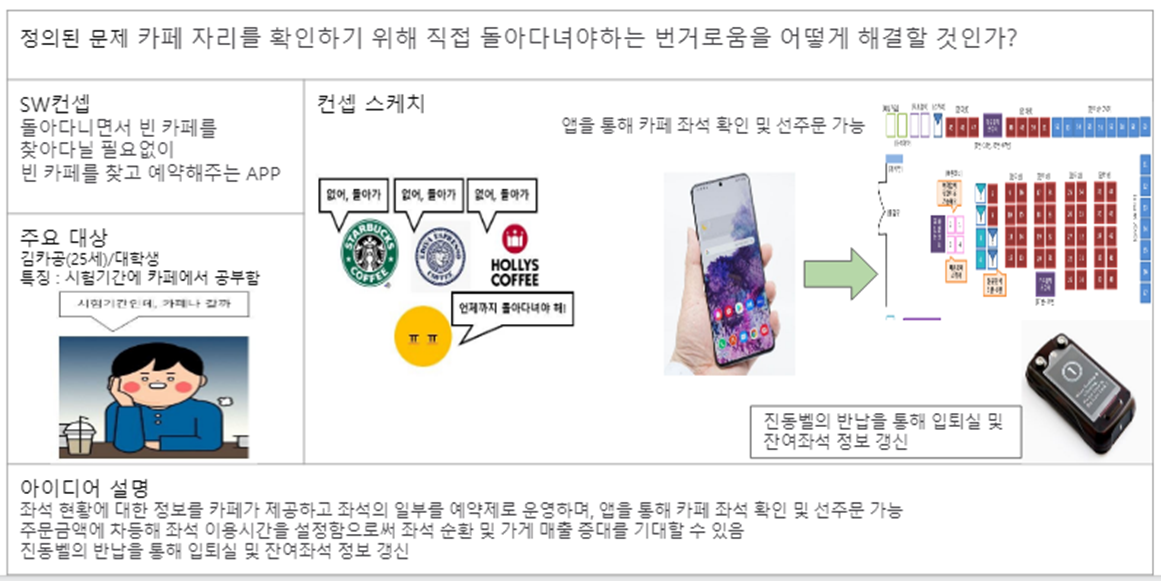 정의된 문제 카페 자리를 확인하기 위해 직접 돌아다녀야하는 번거로움을 어떻게 해결할 것인가?
SW컨셉
돌아다니면서 빈 카페를
찾아다닐 필요없이
빈 카페를 찾고 예약해주는 APP
주요 대상
김카공(25세)/대학생
특징 : 시험기간에 카페에서 공부함
시험기간인데, 카페나 갈까
컨셉 스케치
앱을 통해 카페 좌석 확인 및 선주문 가능
없어, 돌아가
없어, 돌아가
없어, 돌아가
STARBUCKS
COFFEE
HOLLYS
COFFEE
언제까지 돌아다녀야 해!
ㅠ ㅠ
진동벨의 반납을 통해 입퇴실 및
잔여좌석 정보 갱신
아이디어 설명
좌석 현황에 대한 정보를 카페가 제공하고 좌석의 일부를 예약제로 운영하며, 앱을 통해 카페 좌석 확인 및 선주문 가능
주문금액에 차등해 좌석 이용시간을 설정함으로써 좌석 순환 및 가게 매출 증대를 기대할 수 있음
진동벨의 반납을 통해 입퇴실 및 잔여좌석 정보 갱신